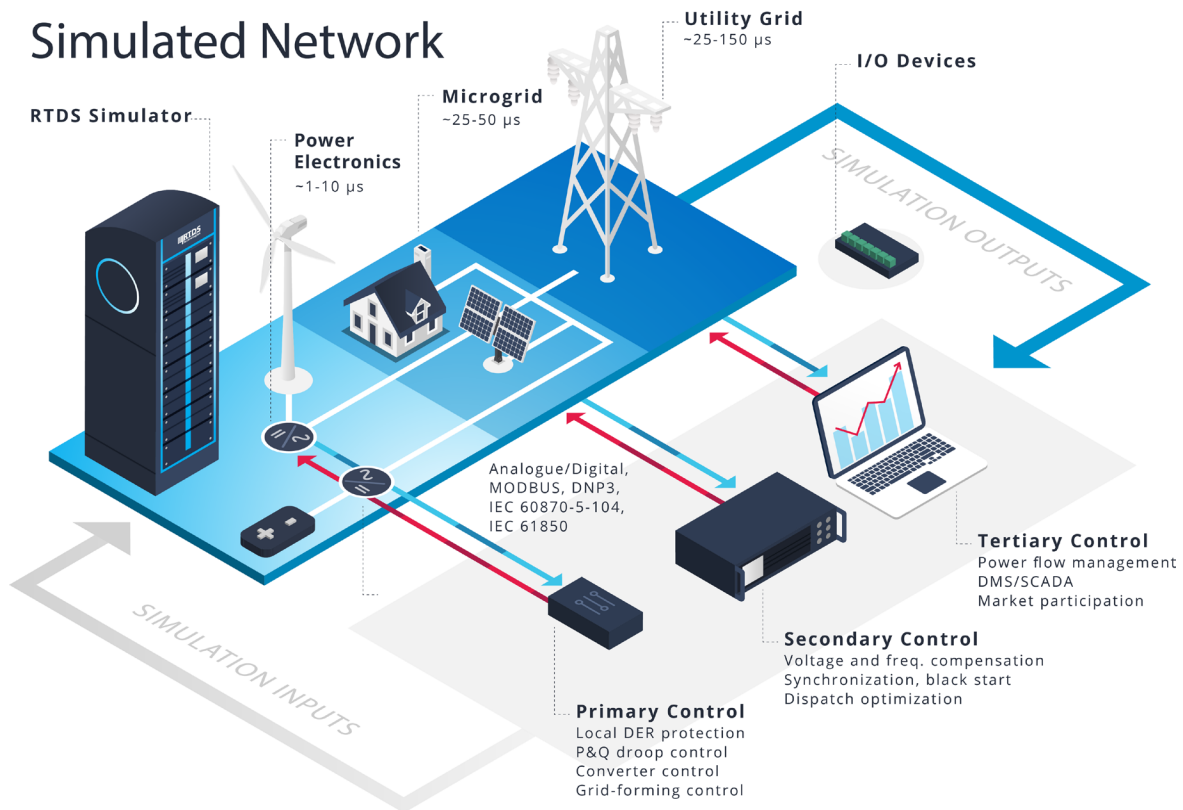 Simulated Network
Utility Grid
~25-150 µs
I/O Devices
Microgrid
~25-50 µs
RTDS Simulator
Power
Electronics
~1-10 µs
SIMULATION OUTPUTS
RTDS
Analogue/Digital,
MODBUS, DNP3,
IEC 60870-5-104,
IEC 61850
Tertiary Control
Power flow management
DMS/SCADA
Market participation
Secondary Control
Voltage and freq. compensation
Synchronization, black start
Dispatch optimization
SIMULATION INPUTS
Primary Control
Local DER protection
P&Q droop control
Converter control
Grid-forming control